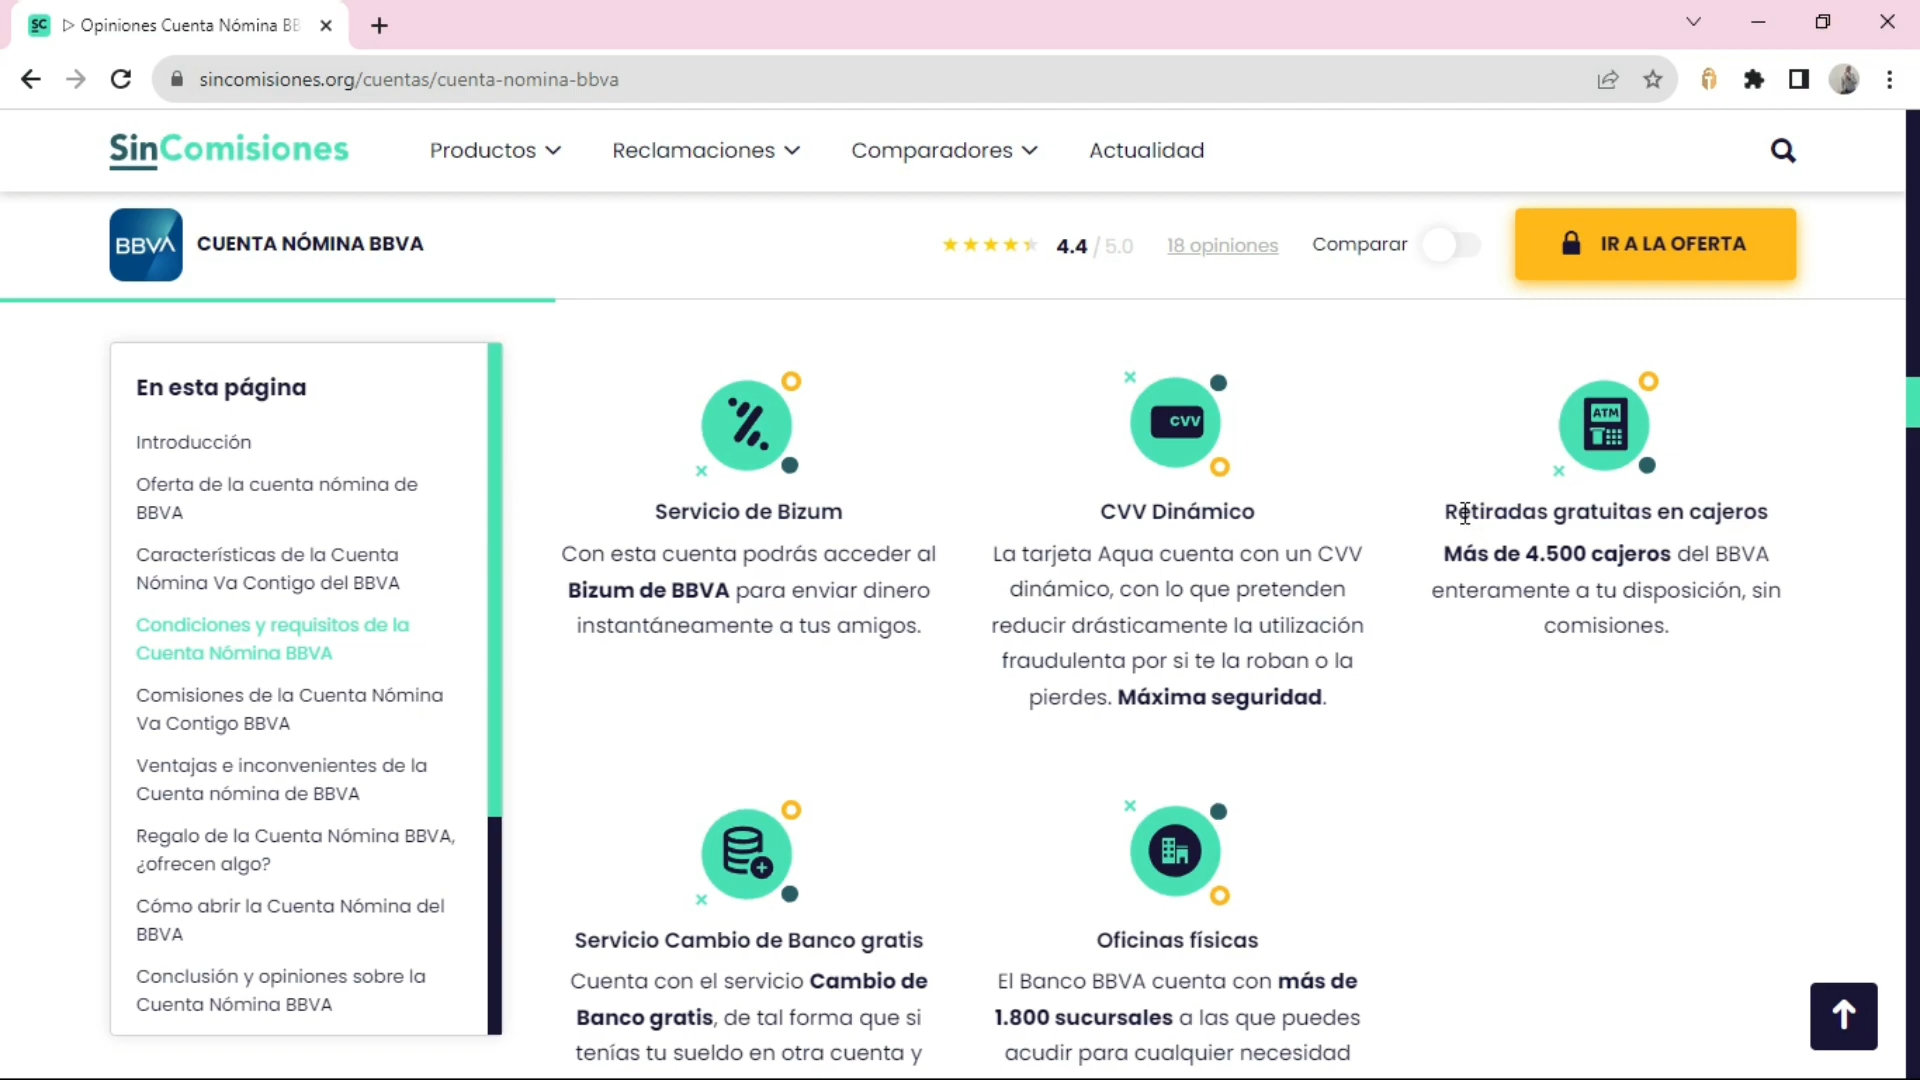 SC
▷ Opiniones Cuenta Nómina BB
sincomisiones.org/cuentas/cuenta-nomina-bbva
SinComisiones
Productos
Reclamaciones
Comparadores
Actualidad
BBVA
CUENTA NÓMINA BBVA
4.4 / 5.0
18 opiniones
Comparar
IR A LA OFERTA
En esta página
Introducción
Oferta de la cuenta nómina de
BBVA
Características de la Cuenta
Nómina Va Contigo del BBVA
Condiciones y requisitos de la
Cuenta Nómina BBVA
Comisiones de la Cuenta Nómina
Va Contigo BBVA
Ventajas e inconvenientes de la
Cuenta nómina de BBVA
Regalo de la Cuenta Nómina BBVA,
¿ofrecen algo?
Cómo abrir la Cuenta Nómina del
BBVA
Conclusión y opiniones sobre la
Cuenta Nómina BBVA
Servicio de Bizum
Con esta cuenta podrás acceder al
Bizum de BBVA para enviar dinero
instantáneamente a tus amigos.
CVV
CVV Dinámico
La tarjeta Aqua cuenta con un CVV
dinámico, con lo que pretenden
reducir drásticamente la utilización
fraudulenta por si te la roban o la
pierdes. Máxima seguridad.
ATM
Retiradas gratuitas en cajeros
Más de 4.500 cajeros del BBVA
enteramente a tu disposición, sin
comisiones.
Servicio Cambio de Banco gratis
Cuenta con el servicio Cambio de
Banco gratis, de tal forma que si
tenías tu sueldo en otra cuenta y
Oficinas físicas
El Banco BBVA cuenta con más de
1.800 sucursales a las que puedes
acudir para cualquier necesidad